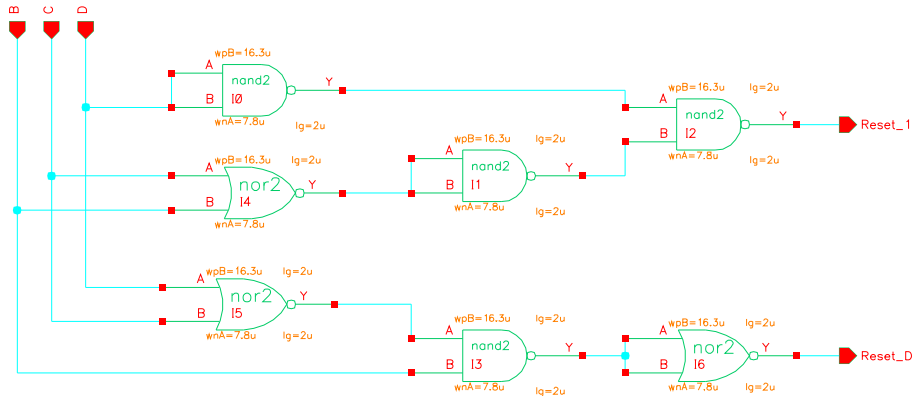 B
C
D
wpB=16.3u
A
nand2
Y
B
I0
wnA=7.8u
lg=2u
wpB=16.3u
lg=2u
A
nand2
Y
Reset_1
B
I2
wnA=7.8u
lg=2u
wpB=16.3u
lg=2u
A
nor2
Y
B
I4
wnA=7.8u
lg=2u
wpB=16.3u
lg=2u
A
nand2
Y
B
I1
wnA=7.8u
lg=2u
wpB=16.3u
lg=2u
A
nor2
Y
B
I5
wnA=7.8u
lg=2u
wpB=16.3u
lg=2u
A
nand2
Y
B
I3
wnA=7.8u
lg=2u
wpB=16.3u
lg=2u
A
nor2
Y
Reset_D
B
I6
wnA=7.8u
lg=2u